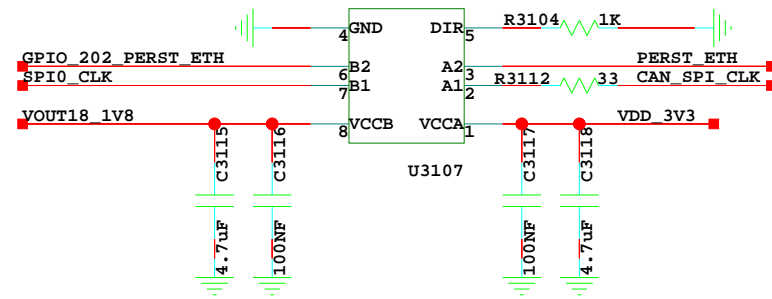 GND DIR R3104 1K
4 5
GPIO_202_PERST_ETH B2 A2 PERST_ETH
6 3
SPI0_CLK B1 A1 R3112 33 CAN_SPI_CLK
7 2
VOUT18_1V8 VCCB VCCA VDD_3V3
8 1
C3115 C3116 C3117 C3118
U3107
4.7uF 100NF 100NF 4.7uF